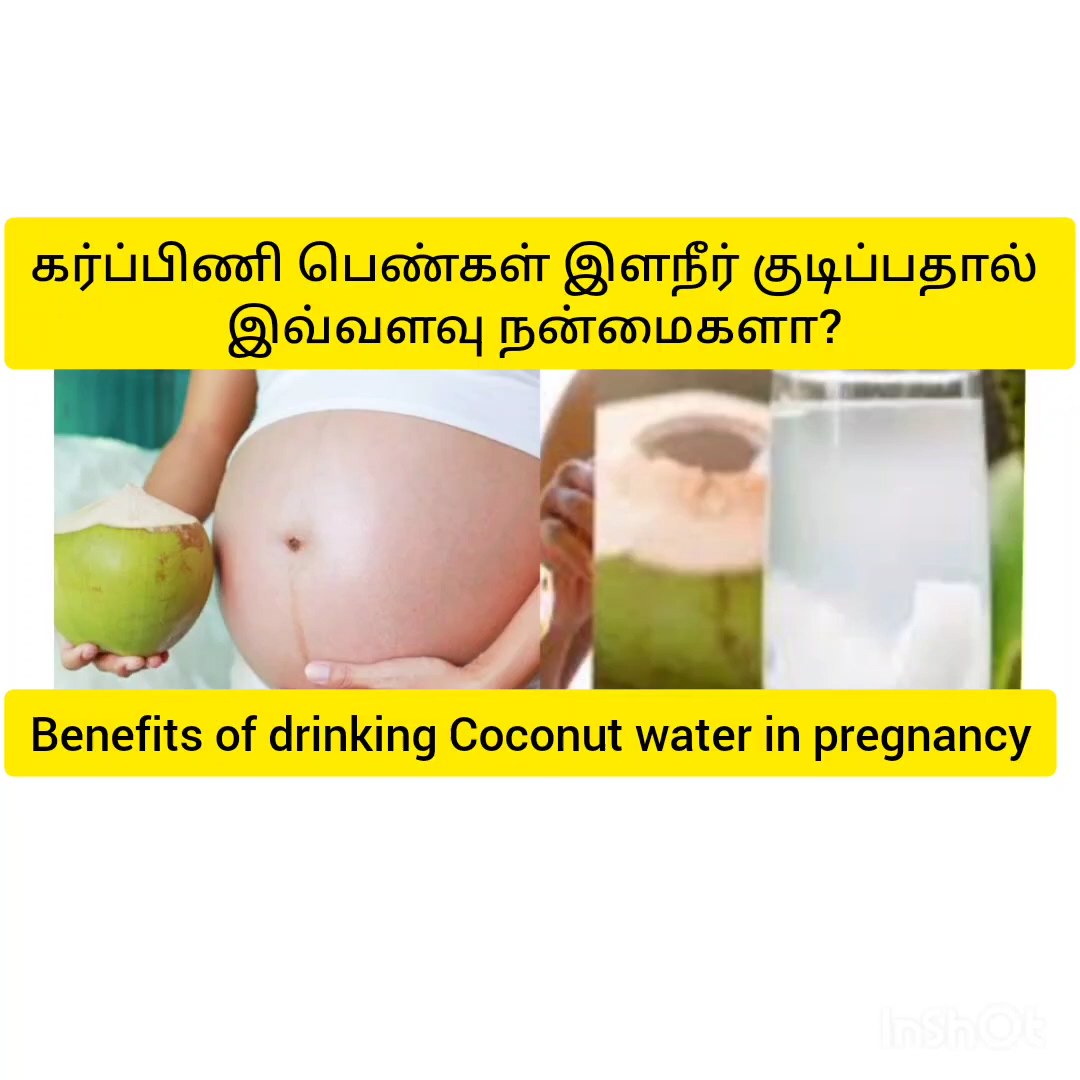 கர்ப்பிணி பெண்கள் இளநீர் குடிப்பதால்
இவ்வளவு நன்மைகளா?
Benefits of drinking Coconut water in pregnancy
InShOt